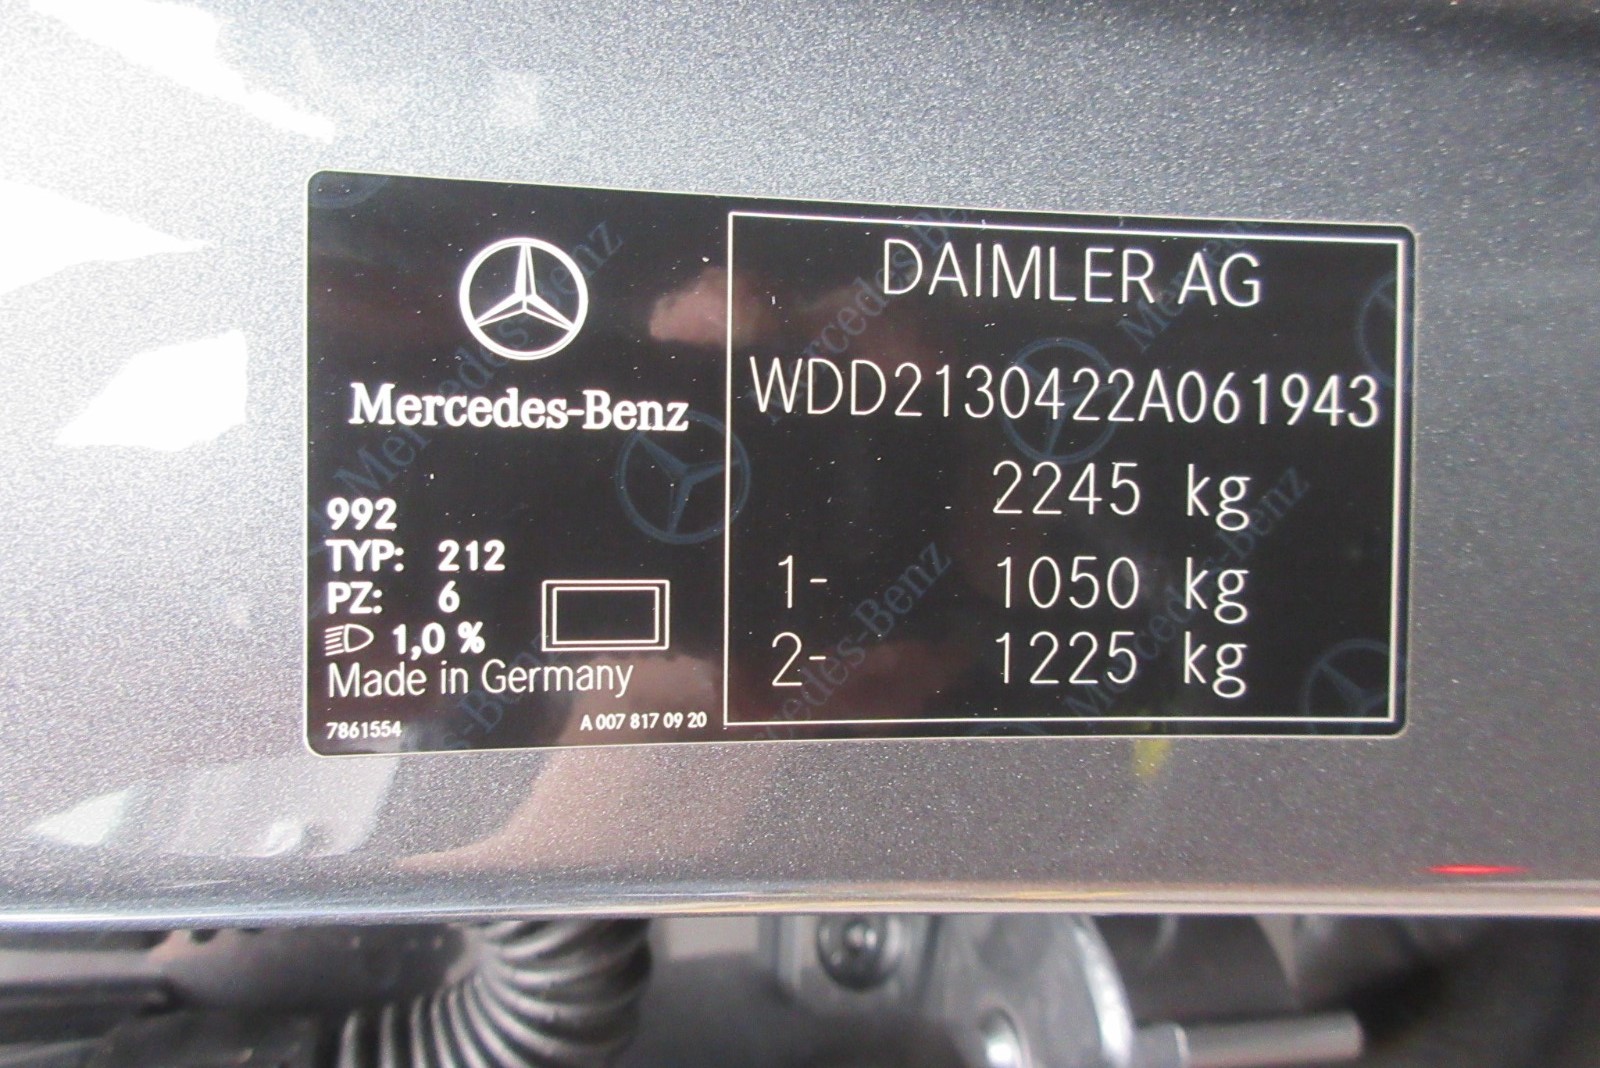 Mercedes-Benz
992
TYP: 212
PZ: 6
1,0 %
Made in Germany
7861554
A 007 817 09 20
DAIMLER AG
WDD2130422A061943
2245 kg
1- 1050 kg
2- 1225 kg